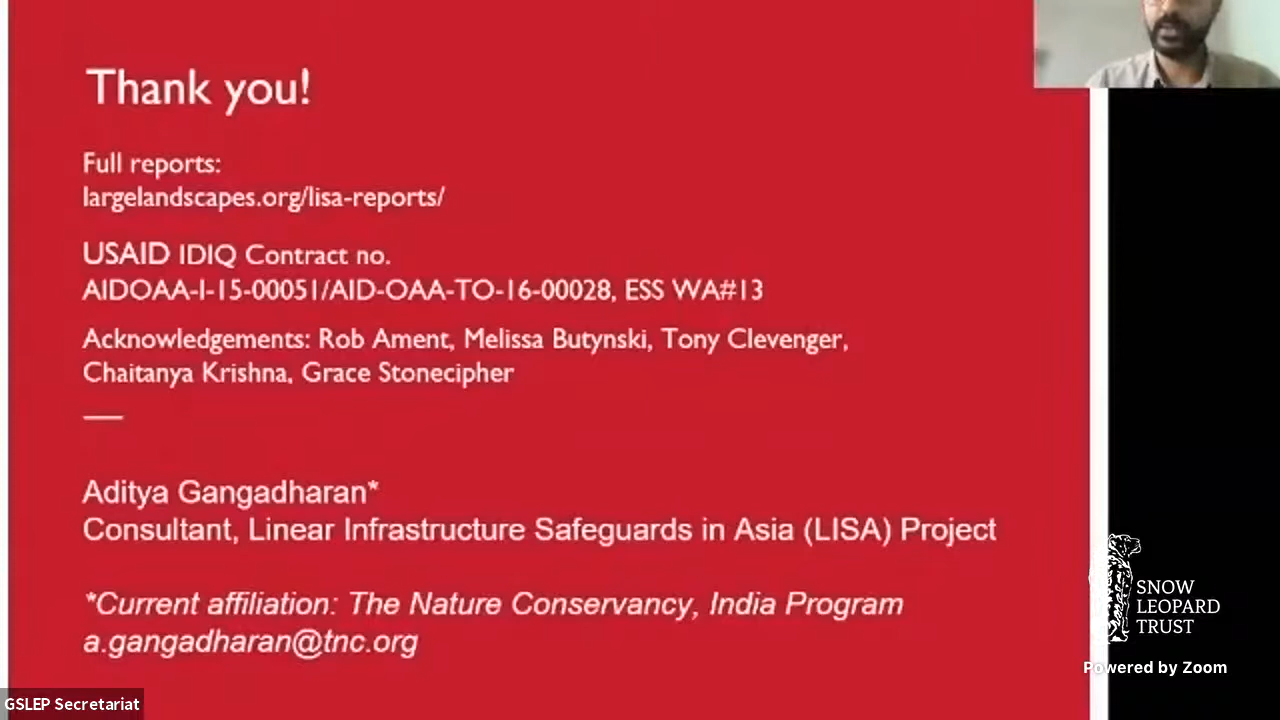 Thank you!
Full reports:
largelandscapes.org/lisa-reports/
USAID IDIQ Contract no.
AIDOAA-I-15-00051/AID-OAA-TO-16-00028, ESS WA#13
Acknowledgements: Rob Ament, Melissa Butynski, Tony Clevenger,
Chaitanya Krishna, Grace Stonecipher
Aditya Gangadharan*
Consultant, Linear Infrastructure Safeguards in Asia (LISA) Project
*Current affiliation: The Nature Conservancy, India Program
a.gangadharan@tnc.org
SNOW
LEOPARD
TRUST
Powered by Zoom
GSLEP Secretariat